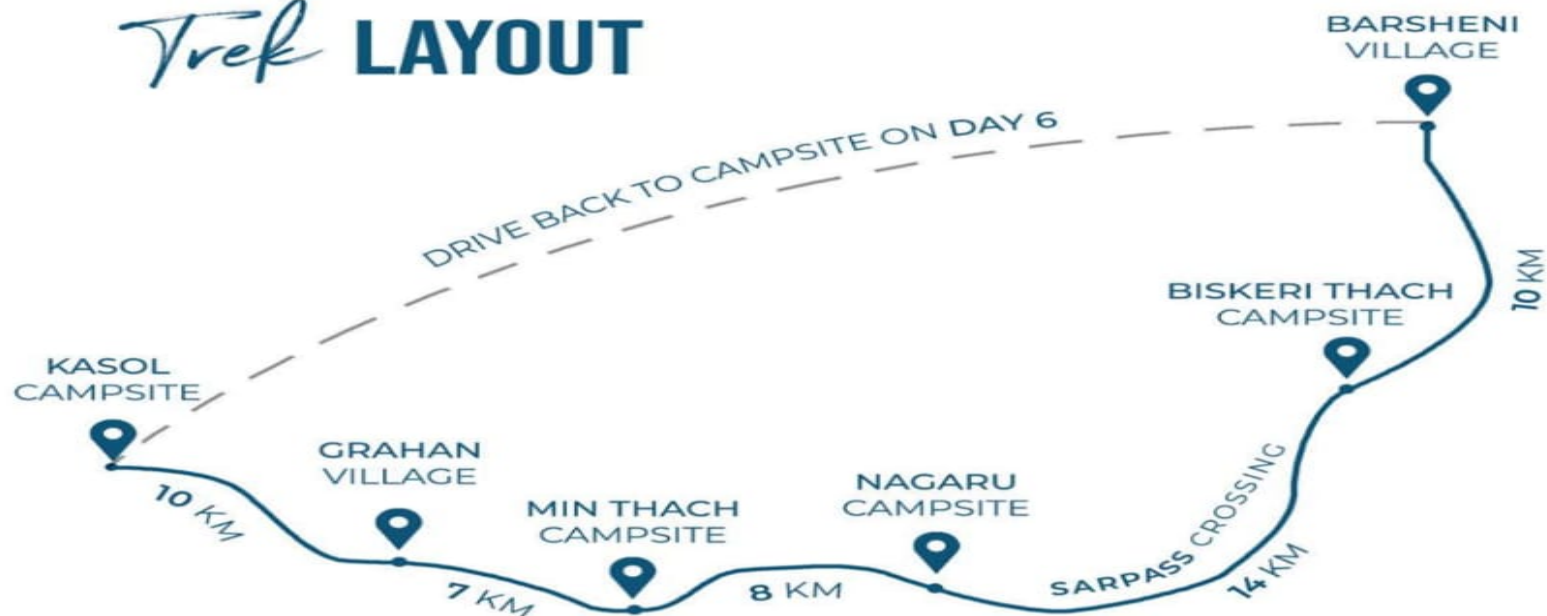 Trek LAYOUT
BARSHENI
VILLAGE
DRIVE BACK TO CAMPSITE ON DAY 6
10 KM
BISKERI THACH
CAMPSITE
KASOL
CAMPSITE
GRAHAN
VILLAGE
NAGARU
CAMPSITE
MIN THACH
CAMPSITE
10 KM
7 KM
8 KM
SARPASS CROSSING
14 KM